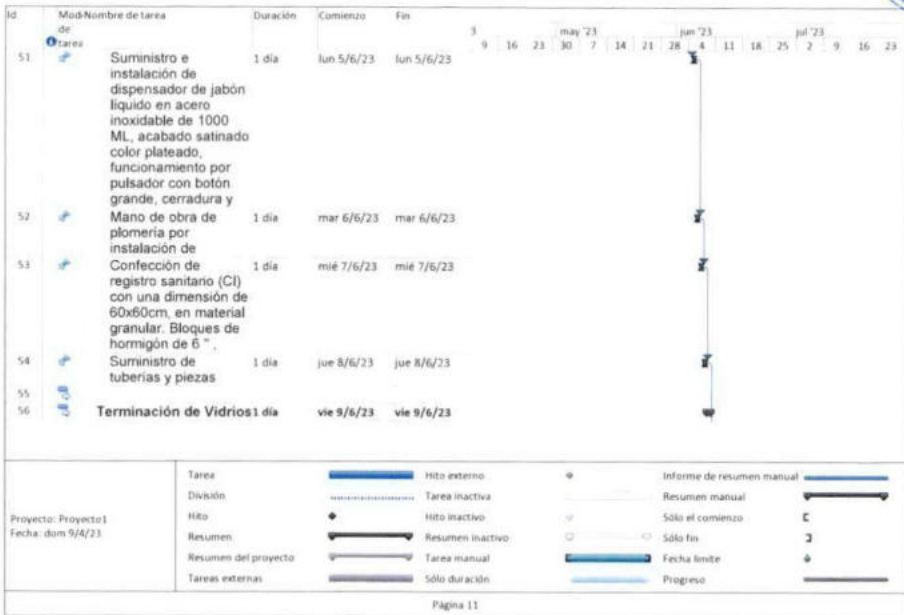 Id Modo Nombre de tarea Duración Comienzo Fin
de
tarea
3 may '23 jun '23 jul '23
9 16 23 30 7 14 21 28 4 11 18 25 2 9 16 23
51 Suministro e 1 día lun 5/6/23 lun 5/6/23
instalación de
dispensador de jabón
líquido en acero
inoxidable de 1000
ML, acabado satinado
color plateado,
funcionamiento por
pulsador con botón
grande, cerradura y
52 Mano de obra de 1 día mar 6/6/23 mar 6/6/23
plomería por
instalación de
53 Confección de 1 día mié 7/6/23 mié 7/6/23
registro sanitario (CI)
con una dimensión de
60x60cm, en material
granular. Bloques de
hormigón de 6 " ,
54 Suministro de 1 día jue 8/6/23 jue 8/6/23
tuberías y piezas
55
56 Terminación de Vidrios 1 día vie 9/6/23 vie 9/6/23
Proyecto: Proyecto1
Fecha: dom 9/4/23
Tarea Hito externo Informe de resumen manual
División Tarea inactiva Resumen manual
Hito Hito inactivo Sólo el comienzo
Resumen Resumen inactivo Sólo fin
Resumen del proyecto Tarea manual Fecha límite
Tareas externas Sólo duración Progreso
Página 11